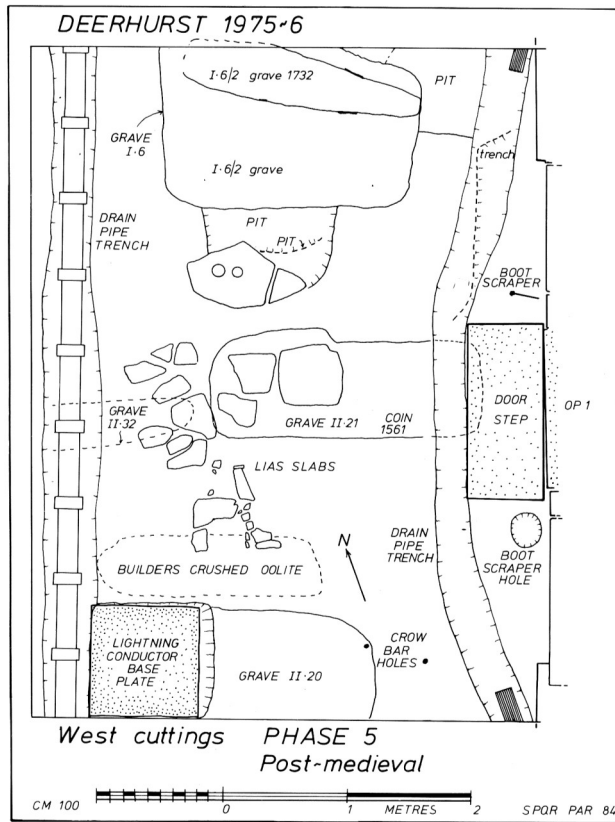 DEERHURST 1975-6
I·6/2 grave 1732
PIT
GRAVE
I·6
I·6/2 grave
trench
PIT
DRAIN
PIPE
TRENCH
PIT
BOOT
SCRAPER
DOOR
STEP
OP 1
GRAVE
II·32
GRAVE II·21
COIN
1561
LIAS SLABS
DRAIN
PIPE
TRENCH
N
BOOT
SCRAPER
HOLE
BUILDERS CRUSHED OOLITE
LIGHTNING
CONDUCTOR
BASE
PLATE
GRAVE II·20
CROW
BAR
HOLES
West cuttings PHASE 5
Post-medieval
CM 100 0 1 METRES 2 SPQR PAR 84